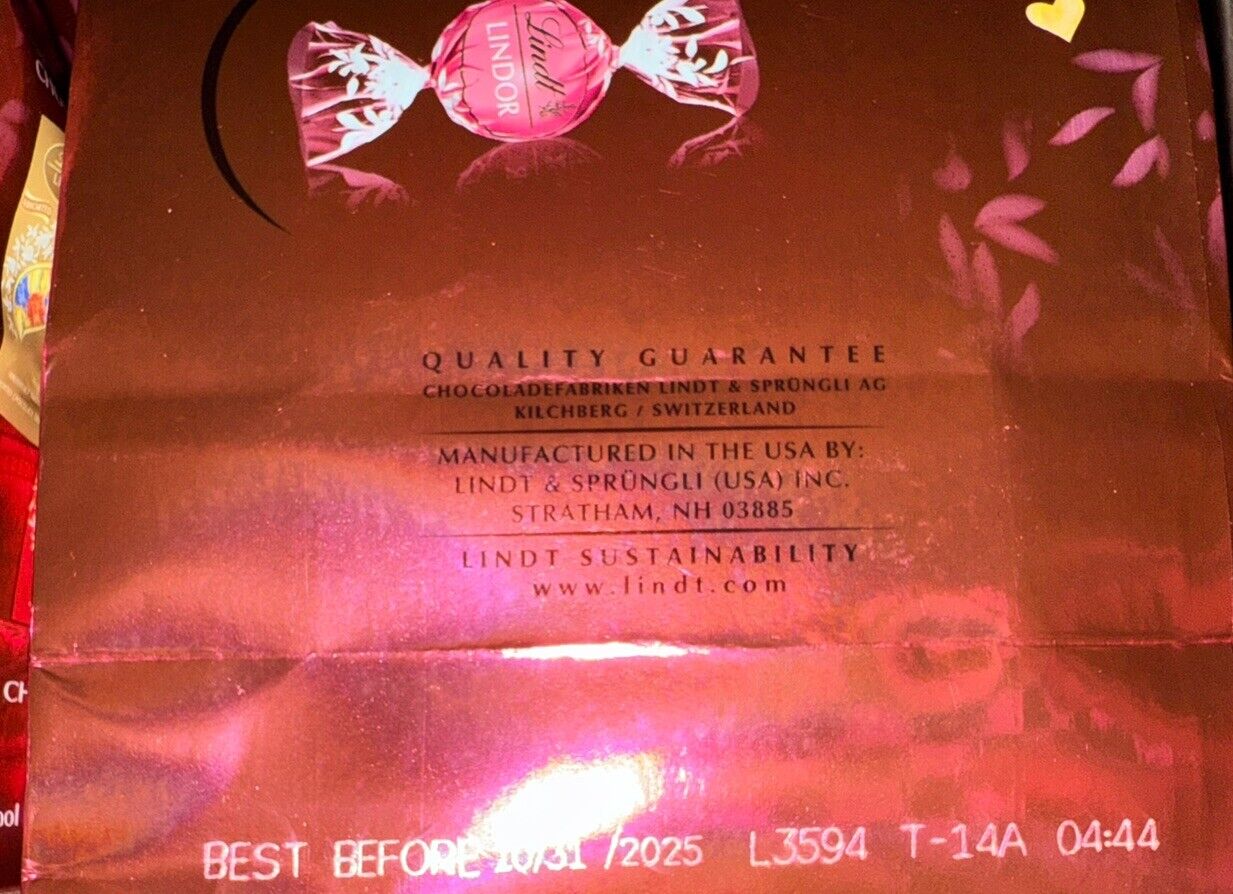 Lindt
LINDOR
QUALITY GUARANTEE
CHOCOLADEFABRIKEN LINDT & SPRÜNGLI AG
KILCHBERG / SWITZERLAND
MANUFACTURED IN THE USA BY:
LINDT & SPRÜNGLI (USA) INC.
STRATHAM, NH 03885
LINDT SUSTAINABILITY
www.lindt.com
BEST BEFORE 10/31 /2025 L3594 T-14A 04:44